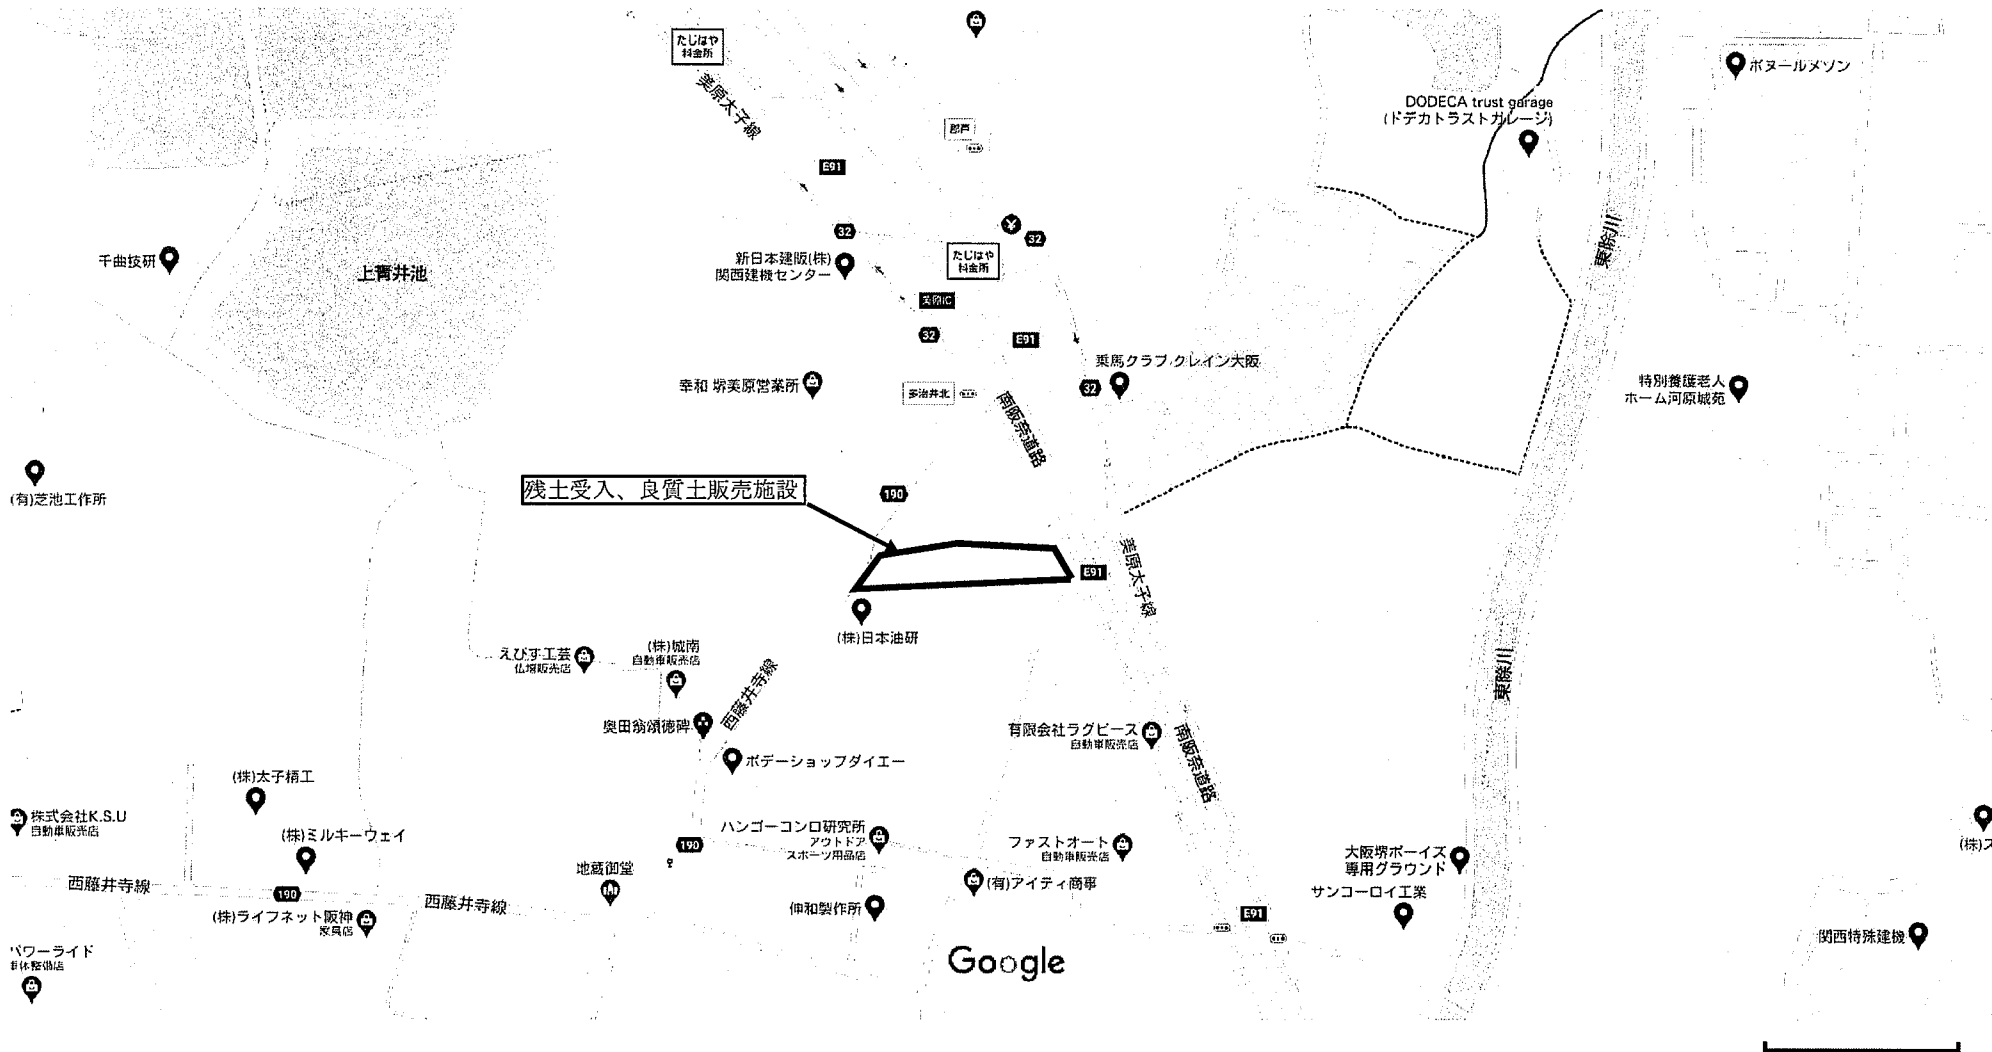 たじはや
料金所
美原太子線
ボヌールメゾン
DODECA trust garage
(ドデカトラストガレージ)
郡戸
E91
千曲技研
上青井池
32
32
新日本建販(株)
関西建機センター
たじはや
料金所
東除川
美原IC
32
E91
幸和 堺美原営業所
多治井北
乗馬クラブ クレイン大阪
32
南阪奈道路
特別養護老人
ホーム河原城苑
(有)芝池工作所
残土受入、良質土販売施設
190
E91
美原太子線
(株)日本油研
えびす工芸
仏壇販売店
(株)城南
自動車販売店
西藤井寺線
東除川
奥田翁頌徳碑
ボデーショップダイエー
有限会社ラグピース
自動車販売店
南阪奈道路
(株)太子精工
株式会社K.S.U
自動車販売店
(株)ミルキーウェイ
ハンゴーコンロ研究所
アウトドア
スポーツ用品店
ファストオート
自動車販売店
190
大阪堺ボーイズ
専用グラウンド
(株)ス
地蔵御堂
(有)アイティ商事
サンコーロイ工業
西藤井寺線
190
西藤井寺線
(株)ライフネット阪神
家具店
伸和製作所
E91
関西特殊建機
パワーライド
車体整備店
Google